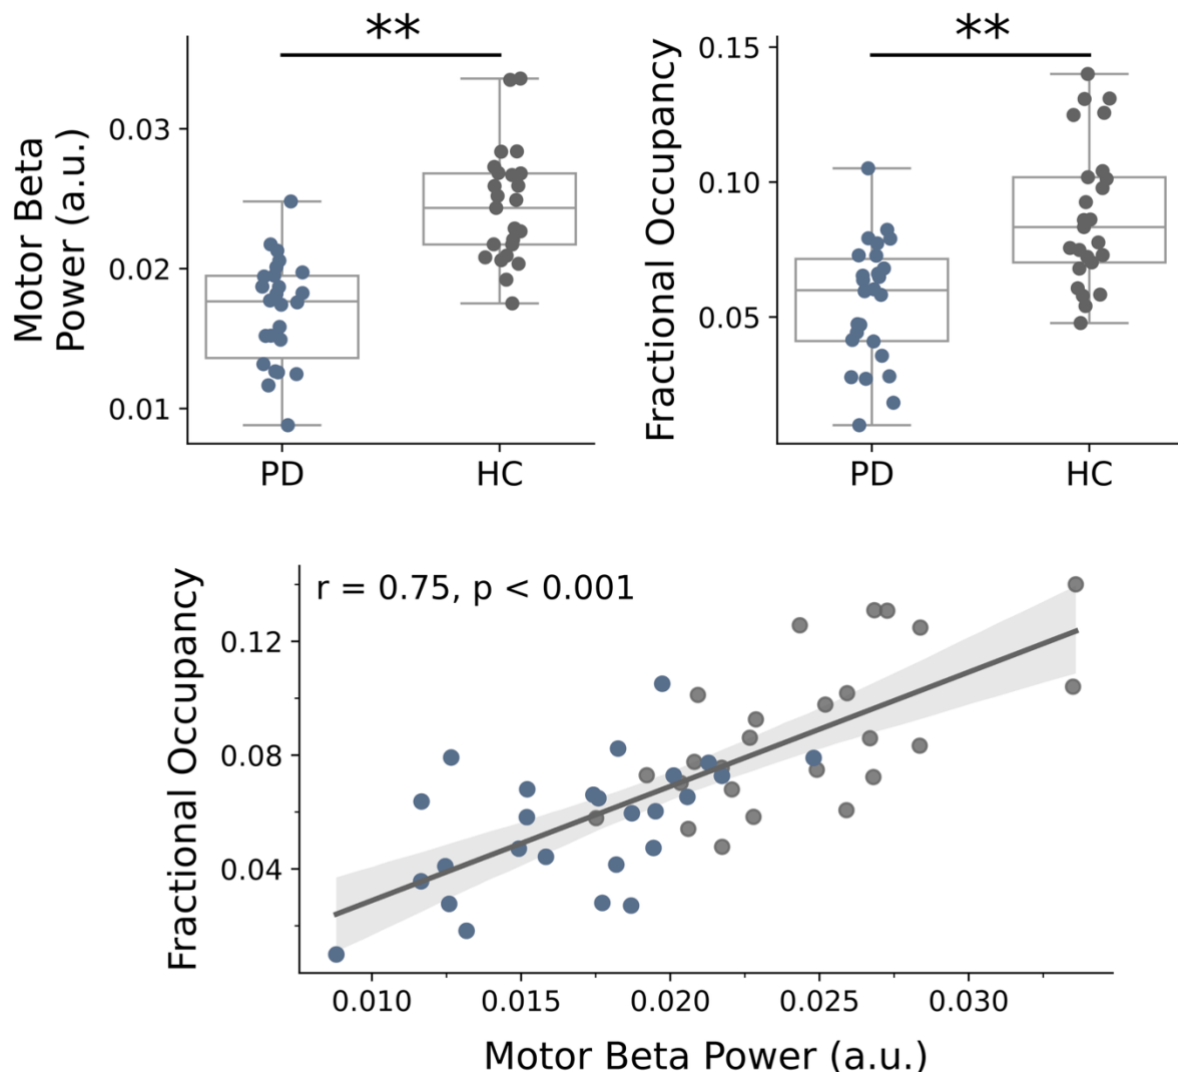 **
Motor Beta
Power (a.u.)
0.03
0.02
0.01
PD
HC
**
Fractional Occupancy
0.15
0.10
0.05
PD
HC
r = 0.75, p < 0.001
Fractional Occupancy
0.12
0.08
0.04
0.010
0.015
0.020
0.025
0.030
Motor Beta Power (a.u.)